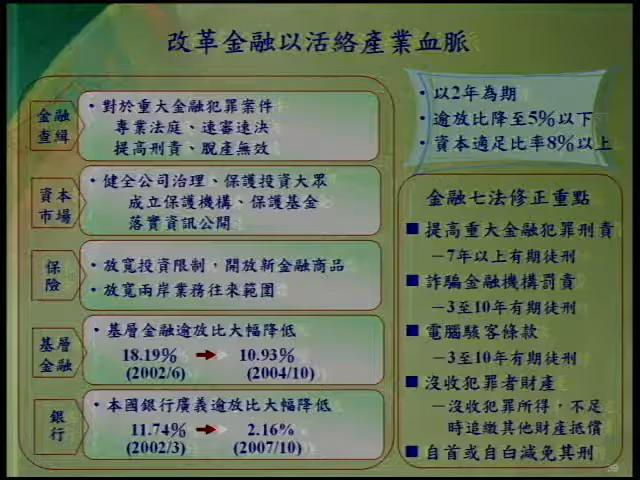 改革金融以活絡產業血脈
金融
查緝
• 對於重大金融犯罪案件
專業法庭、速審速決
提高刑責、脫產無效
資本
市場
• 健全公司治理、保護投資大眾
成立保護機構、保護基金
落實資訊公開
保
險
• 放寬投資限制，開放新金融商品
• 放寬兩岸業務往來範圍
基層
金融
• 基層金融逾放比大幅降低
18.19% → 10.93%
(2002/6) (2004/10)
銀
行
• 本國銀行廣義逾放比大幅降低
11.74% → 2.16%
(2002/3) (2007/10)
• 以2年為期
• 逾放比降至5%以下
• 資本適足比率8%以上
金融七法修正重點
■ 提高重大金融犯罪刑責
－7年以上有期徒刑
■ 詐騙金融機構罰責
－3至10年有期徒刑
■ 電腦駭客條款
－3至10年有期徒刑
■ 沒收犯罪者財產
－沒收犯罪所得，不足
時追繳其他財產抵償
■ 自首或自白減免其刑